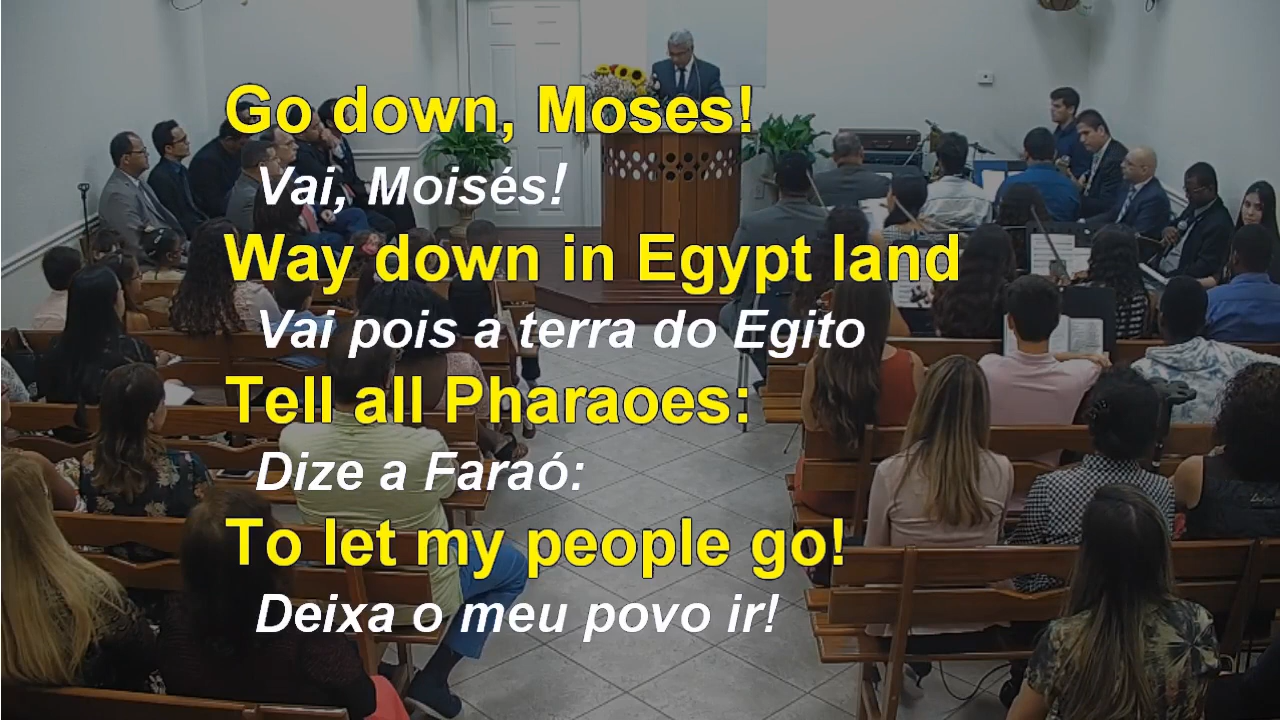 Go down, Moses!
Vai, Moisés!
Way down in Egypt land
Vai pois a terra do Egito
Tell all Pharaoes:
Dize a Faraó:
To let my people go!
Deixa o meu povo ir!